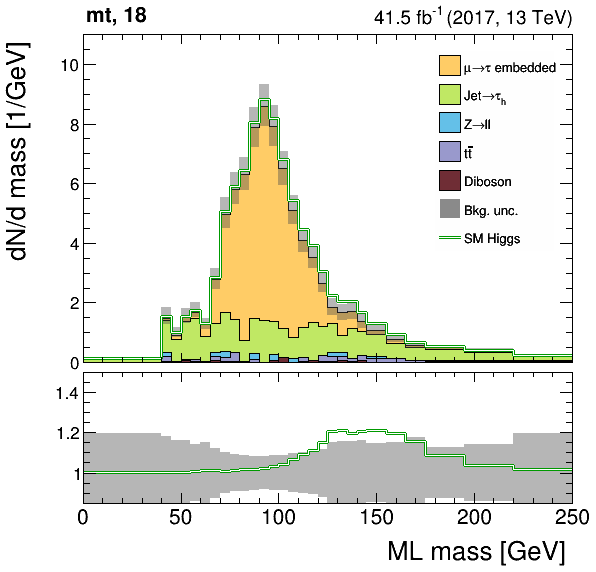 mt, 18
41.5 fb⁻¹ (2017, 13 TeV)
dN/d mass [1/GeV]
10
8
6
4
2
0
μ→τ embedded
Jet→τₕ
Z→ll
tt̅
Diboson
Bkg. unc.
SM Higgs
1.4
1.2
1
0 50 100 150 200 250
ML mass [GeV]